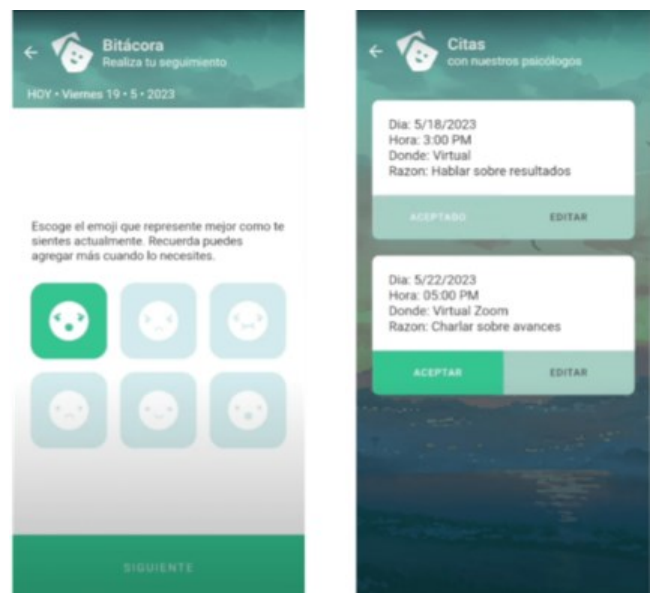 Bitácora
Realiza tu seguimiento
HOY • Viernes 19 • 5 • 2023
Escoge el emoji que represente mejor como te
sientes actualmente. Recuerda puedes
agregar más cuando lo necesites.
SIGUIENTE
Citas
con nuestros psicólogos
Dia: 5/18/2023
Hora: 3:00 PM
Donde: Virtual
Razon: Hablar sobre resultados
ACEPTADO EDITAR
Dia: 5/22/2023
Hora: 05:00 PM
Donde: Virtual Zoom
Razon: Charlar sobre avances
ACEPTAR EDITAR